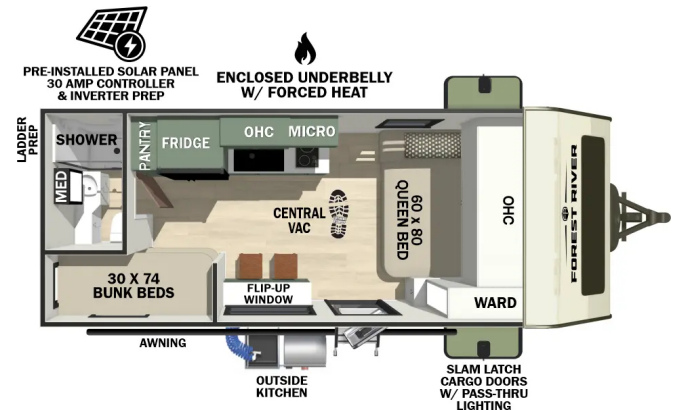 PRE-INSTALLED SOLAR PANEL
30 AMP CONTROLLER
& INVERTER PREP
ENCLOSED UNDERBELLY
W/ FORCED HEAT
LADDER
PREP
SHOWER
PANTRY
FRIDGE
OHC
MICRO
MED
CENTRAL
VAC
60 X 80
QUEEN BED
OHC
FOREST RIVER
30 X 74
BUNK BEDS
FLIP-UP
WINDOW
WARD
AWNING
OUTSIDE
KITCHEN
SLAM LATCH
CARGO DOORS
W/ PASS-THRU
LIGHTING